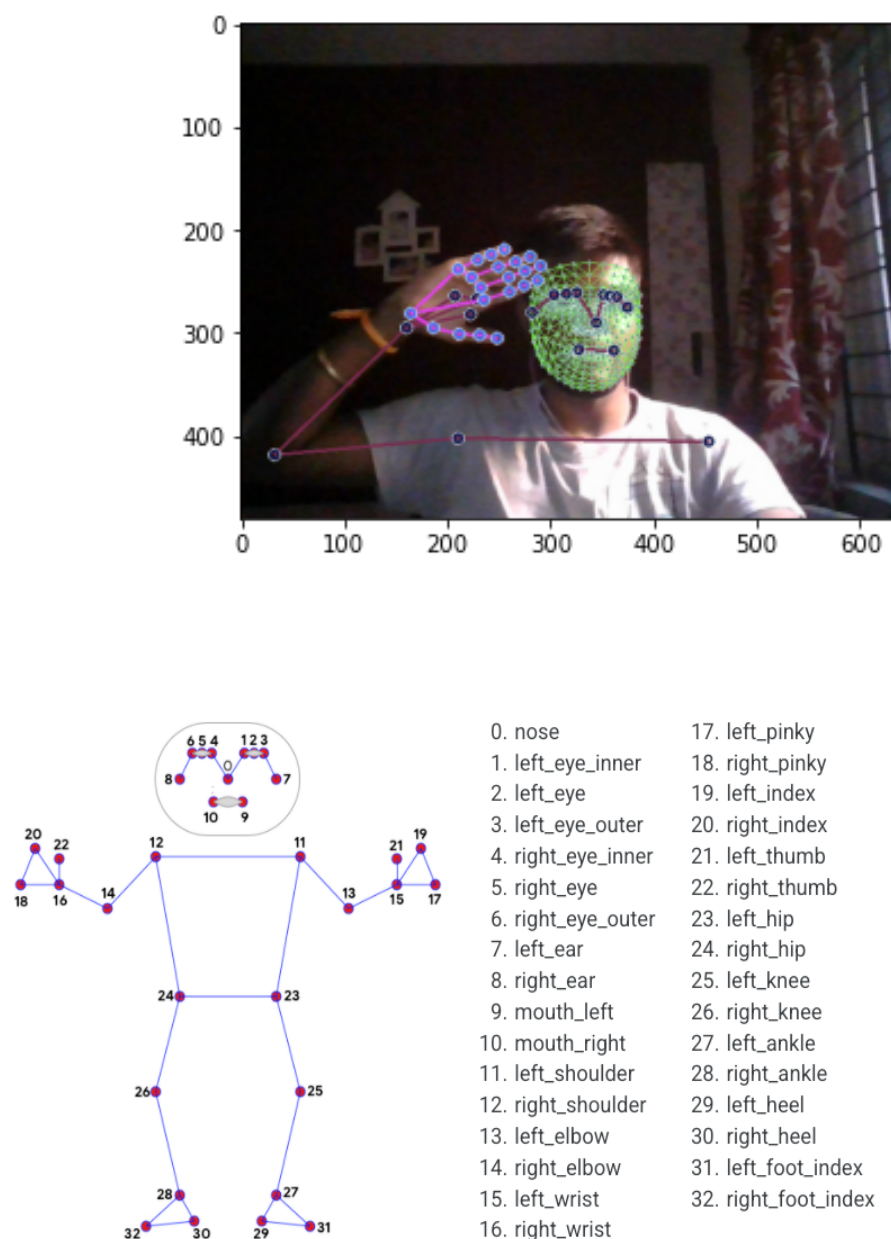 0
100
200
300
400
0 100 200 300 400 500 600
6 5 4 1 2 3
0
8 7
10 9
20 22 12 11 21 19
14 13
18 16 15 17
24 23
26 25
28 27
32 30 29 31
0. nose
1. left_eye_inner
2. left_eye
3. left_eye_outer
4. right_eye_inner
5. right_eye
6. right_eye_outer
7. left_ear
8. right_ear
9. mouth_left
10. mouth_right
11. left_shoulder
12. right_shoulder
13. left_elbow
14. right_elbow
15. left_wrist
16. right_wrist
17. left_pinky
18. right_pinky
19. left_index
20. right_index
21. left_thumb
22. right_thumb
23. left_hip
24. right_hip
25. left_knee
26. right_knee
27. left_ankle
28. right_ankle
29. left_heel
30. right_heel
31. left_foot_index
32. right_foot_index